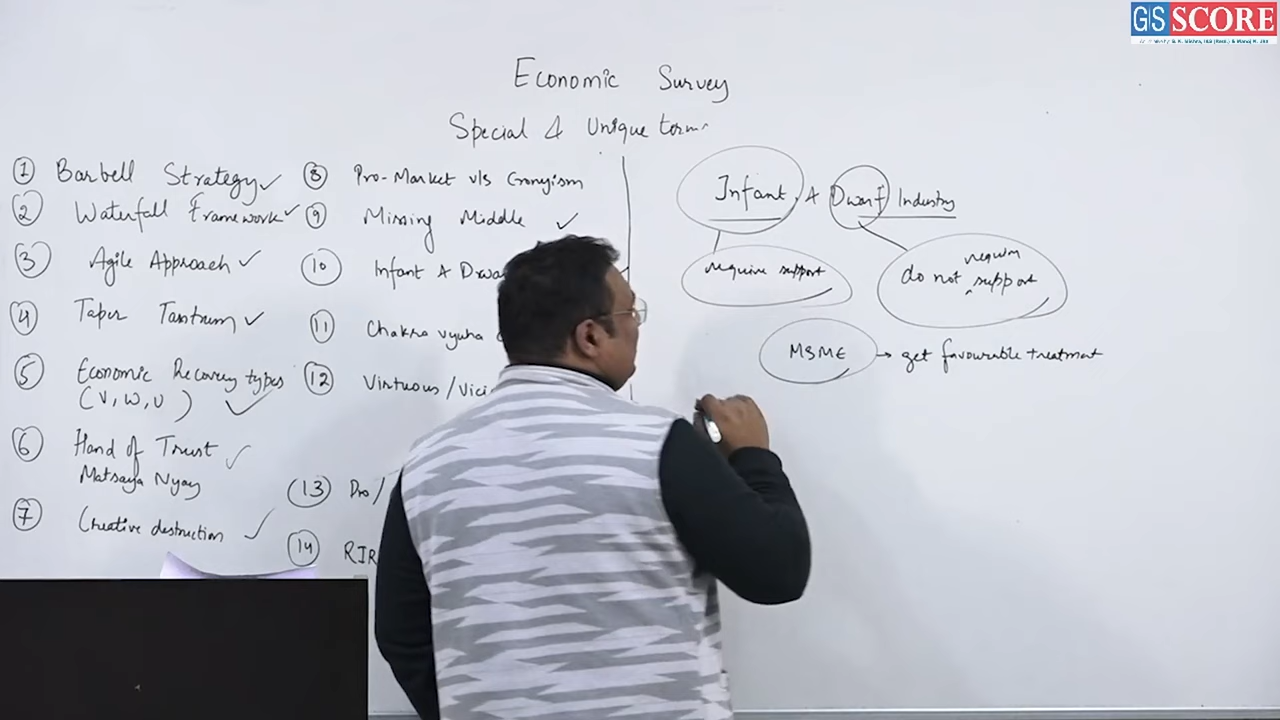 GS SCORE
Economic Survey
Special & Unique terms
① Barbell Strategy ✓
② Waterfall Framework ✓
③ Agile Approach ✓
④ Taper Tantrum ✓
⑤ Economic Recovery types
(V, W, U) ✓
⑥ Hand of Trust ✓
Matsaya Nyay
⑦ Creative destruction ✓
⑧ Pro-Market v/s Cronyism
⑨ Missing Middle ✓
⑩ Infant & Dwa
⑪ Chakra vyuha
⑫ Virtuous/Vici
⑬ Pro/
⑭ RIR
Infant & Dwarf Industry
require support
require
do not ^ support
MSME → get favourable treatment